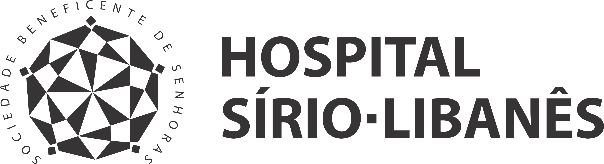 SOCIEDADE BENEFICENTE DE SENHORAS
HOSPITAL
SÍRIO·LIBANÊS